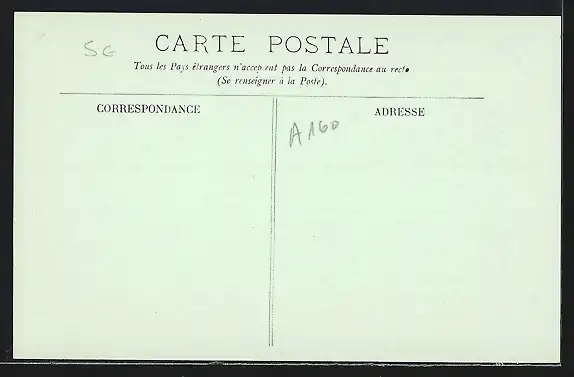 SG
CARTE POSTALE
Tous les Pays étrangers n'acceptent pas la Correspondance au recto
(Se renseigner à la Poste).
CORRESPONDANCE
ADRESSE
A160